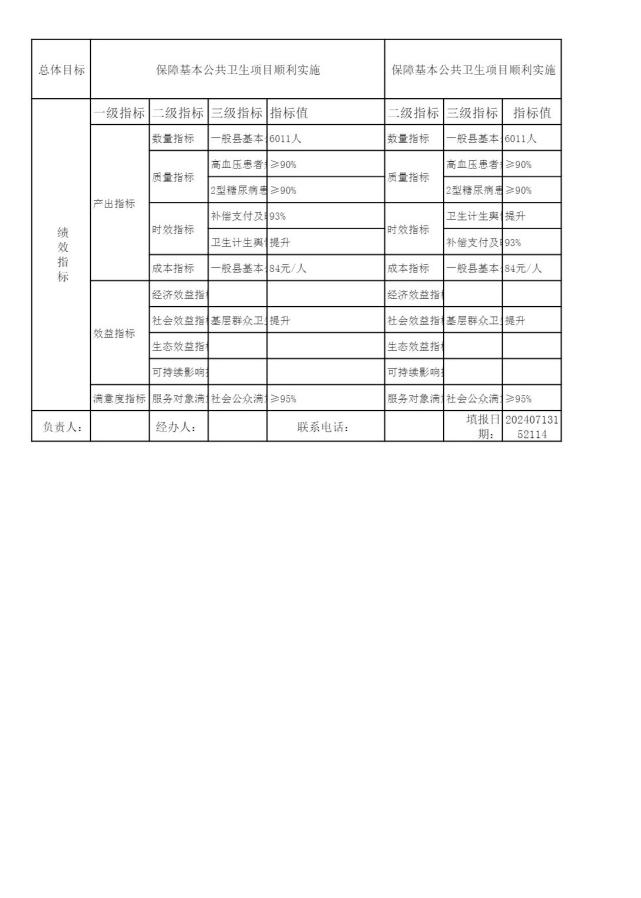 总体目标 保障基本公共卫生项目顺利实施 保障基本公共卫生项目顺利实施
绩效指标 一级指标 二级指标 三级指标 指标值 二级指标 三级指标 指标值
产出指标 数量指标 一般县基本 6011人 数量指标 一般县基本 6011人
质量指标 高血压患者 ≥90% 质量指标 高血压患者 ≥90%
2型糖尿病患 ≥90% 2型糖尿病患 ≥90%
时效指标 补偿支付及 93% 时效指标 卫生计生舆 提升
卫生计生舆 提升 补偿支付及 93%
成本指标 一般县基本 84元/人 成本指标 一般县基本 84元/人
效益指标 经济效益指 经济效益指
社会效益指 基层群众卫 提升 社会效益指 基层群众卫 提升
生态效益指 生态效益指
可持续影响 可持续影响
满意度指标 服务对象满 社会公众满 ≥95% 服务对象满 社会公众满 ≥95%
负责人： 经办人： 联系电话： 填报日期： 20240713152114